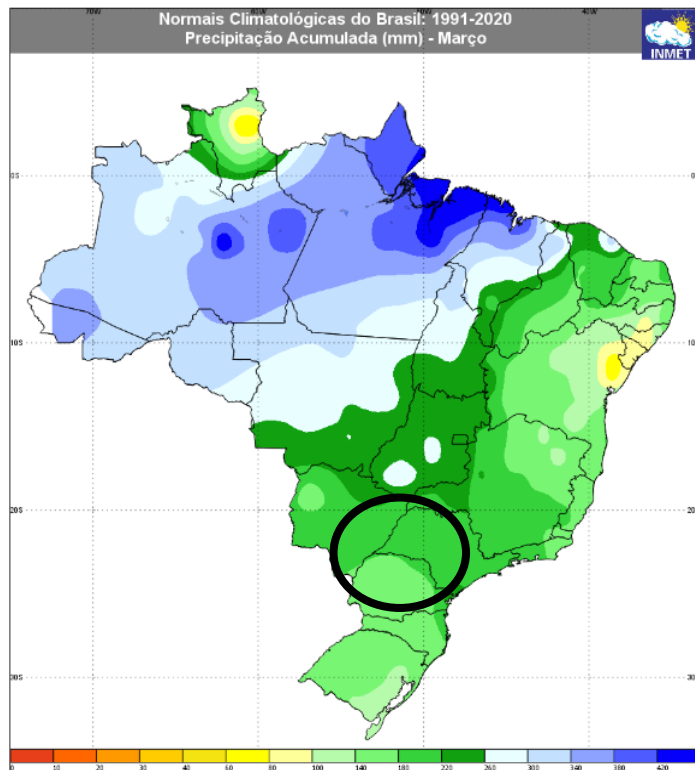 Normais Climatológicas do Brasil: 1991-2020
Precipitação Acumulada (mm) - Março
INMET
10S
20S
30S
0 10 20 30 40 60 80 100 140 180 220 260 300 340 380 420